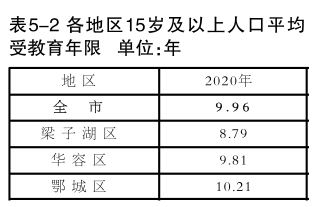 表5-2 各地区15岁及以上人口平均
受教育年限 单位:年
地区 2020年
全 市 9.96
梁子湖区 8.79
华容区 9.81
鄂城区 10.21